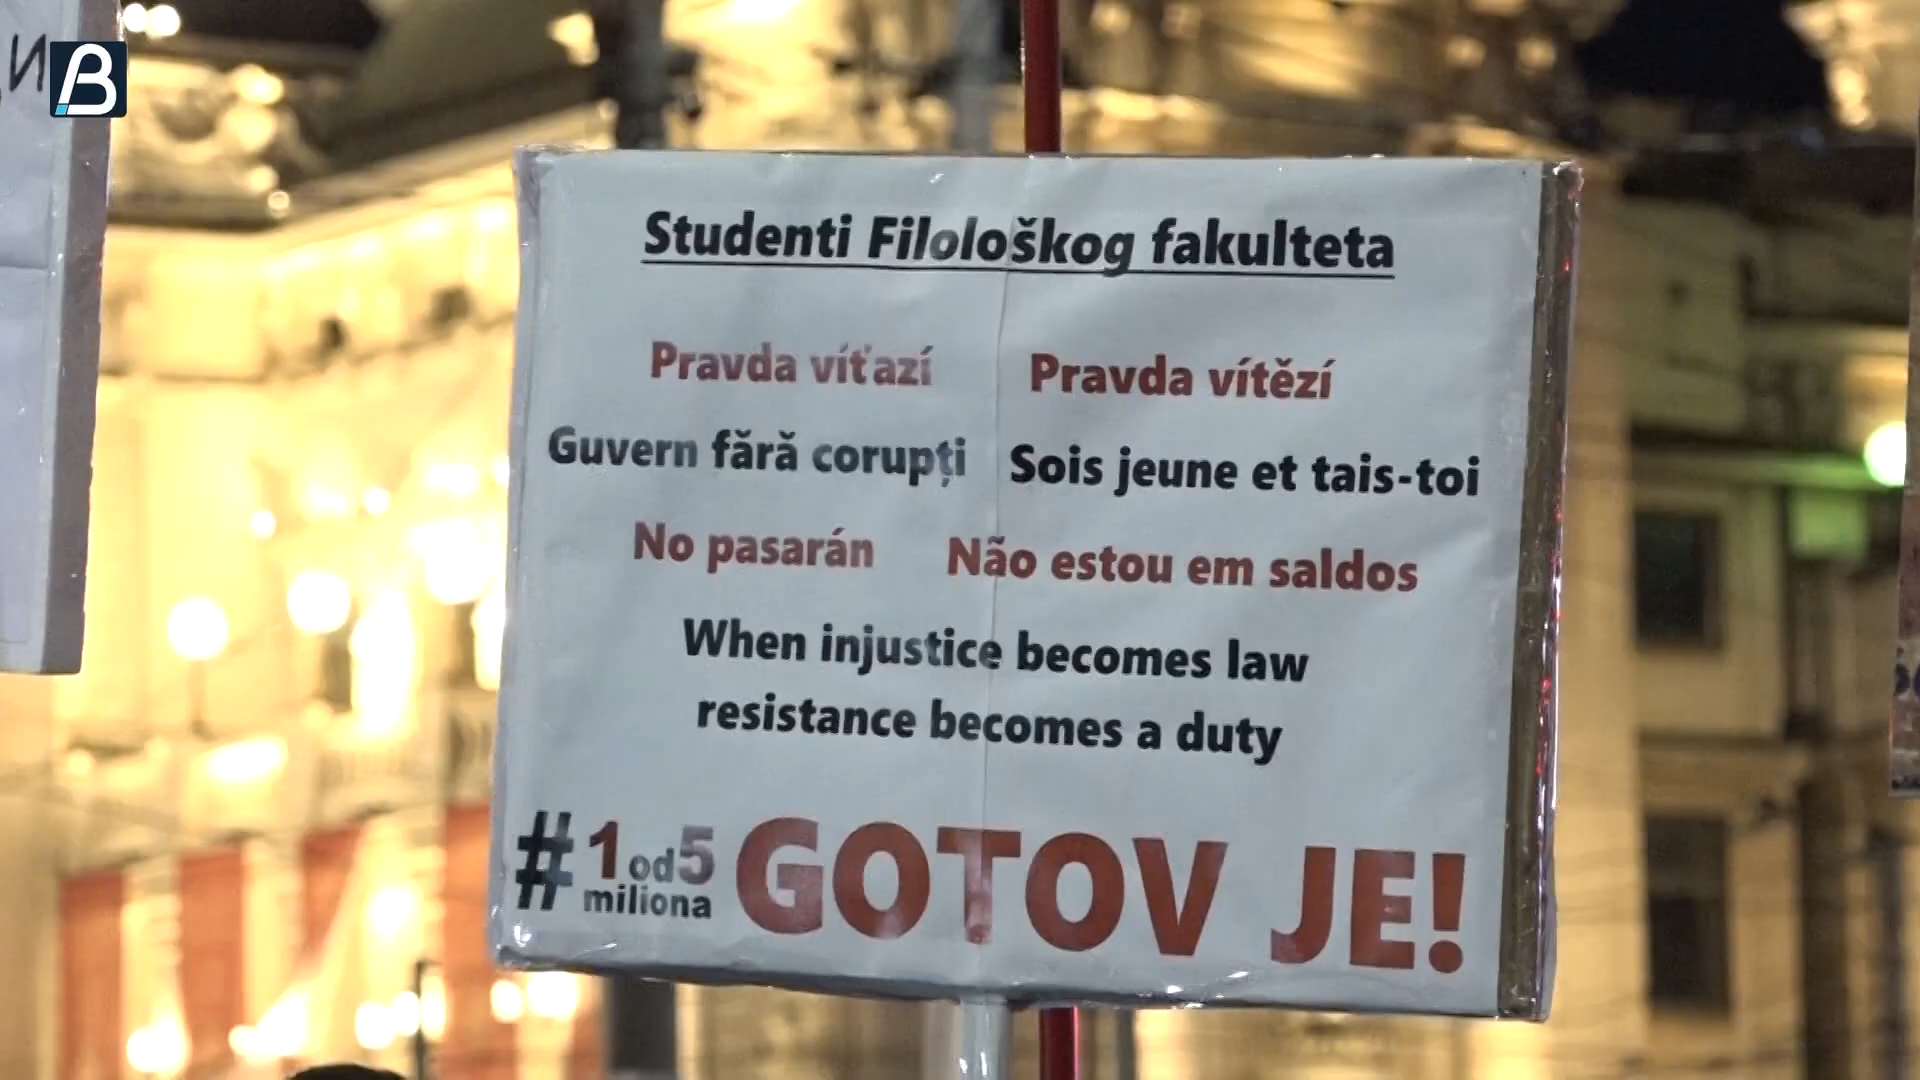 И
B
Studenti Filološkog fakulteta
Pravda víťazí Pravda vítězí
Guvern fără corupți Sois jeune et tais-toi
No pasarán Não estou em saldos
When injustice becomes law
resistance becomes a duty
#1od5 miliona GOTOV JE!